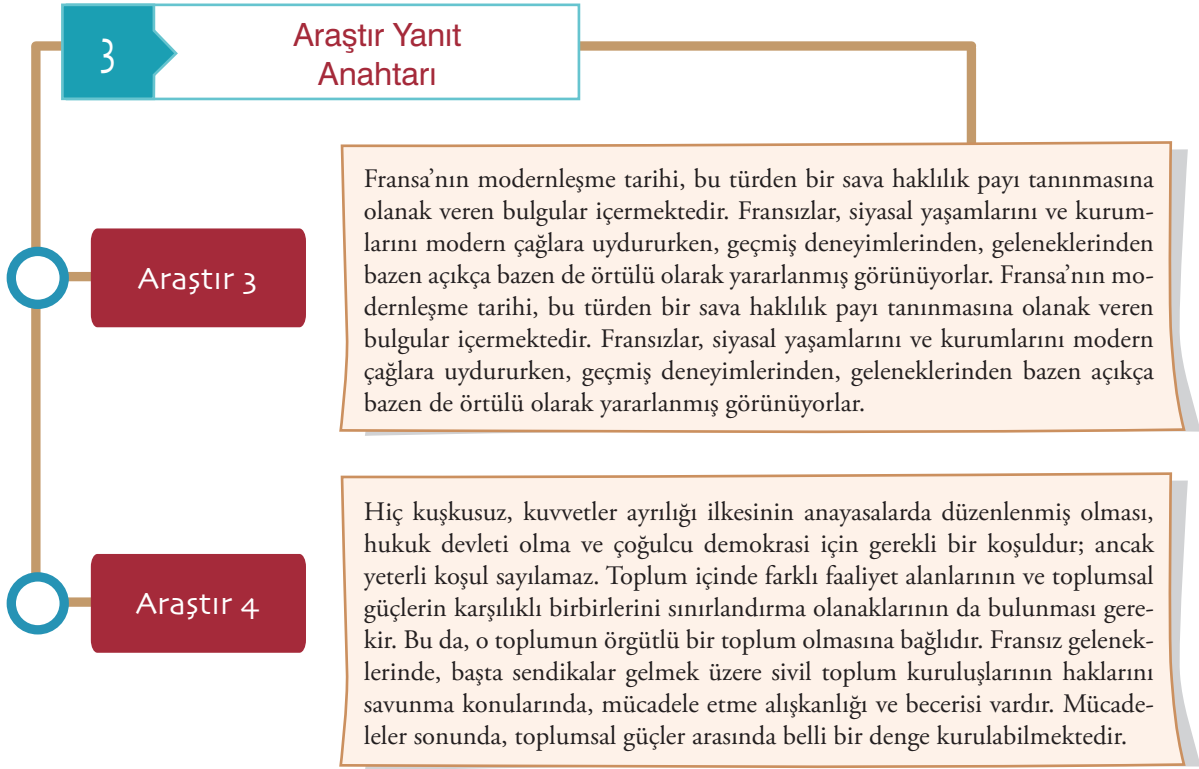 3
Araştır Yanıt
Anahtarı
Araştır 3
Fransa’nın modernleşme tarihi, bu türden bir sava haklılık payı tanınmasına
olanak veren bulgular içermektedir. Fransızlar, siyasal yaşamlarını ve kurum-
larını modern çağlara uydururken, geçmiş deneyimlerinden, geleneklerinden
bazen açıkça bazen de örtülü olarak yararlanmış görünüyorlar. Fransa’nın mo-
dernleşme tarihi, bu türden bir sava haklılık payı tanınmasına olanak veren
bulgular içermektedir. Fransızlar, siyasal yaşamlarını ve kurumlarını modern
çağlara uydururken, geçmiş deneyimlerinden, geleneklerinden bazen açıkça
bazen de örtülü olarak yararlanmış görünüyorlar.
Araştır 4
Hiç kuşkusuz, kuvvetler ayrılığı ilkesinin anayasalarda düzenlenmiş olması,
hukuk devleti olma ve çoğulcu demokrasi için gerekli bir koşuldur; ancak
yeterli koşul sayılamaz. Toplum içinde farklı faaliyet alanlarının ve toplumsal
güçlerin karşılıklı birbirlerini sınırlandırma olanaklarının da bulunması gere-
kir. Bu da, o toplumun örgütlü bir toplum olmasına bağlıdır. Fransız gelenek-
lerinde, başta sendikalar gelmek üzere sivil toplum kuruluşlarının haklarını
savunma konularında, mücadele etme alışkanlığı ve becerisi vardır. Mücade-
leler sonunda, toplumsal güçler arasında belli bir denge kurulabilmektedir.